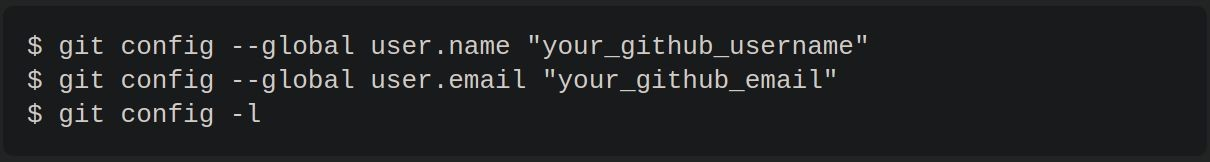 $ git config --global user.name "your_github_username"
$ git config --global user.email "your_github_email"
$ git config -l